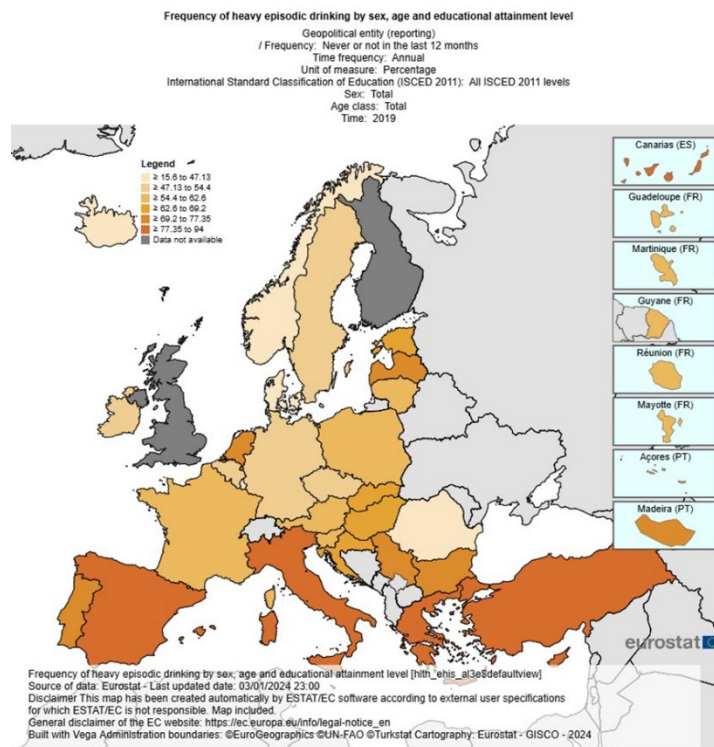 Frequency of heavy episodic drinking by sex, age and educational attainment level
Geopolitical entity (reporting)
/ Frequency: Never or not in the last 12 months
Time frequency: Annual
Unit of measure: Percentage
International Standard Classification of Education (ISCED 2011): All ISCED 2011 levels
Sex: Total
Age class: Total
Time: 2019
Legend
≥ 15.6 to 47.13
≥ 47.13 to 54.4
≥ 54.4 to 62.6
≥ 62.6 to 69.2
≥ 69.2 to 77.35
≥ 77.35 to 94
Data not available
Canarias (ES)
Guadeloupe (FR)
Martinique (FR)
Guyane (FR)
Réunion (FR)
Mayotte (FR)
Açores (PT)
Madeira (PT)
eurostat
Frequency of heavy episodic drinking by sex, age and educational attainment level [hlth_ehis_al3e$defaultview]
Source of data: Eurostat - Last updated date: 03/01/2024 23:00
Disclaimer This map has been created automatically by ESTAT/EC software according to external user specifications
for which ESTAT/EC is not responsible. Map included.
General disclaimer of the EC website: https://ec.europa.eu/info/legal-notice_en
Built with Vega Administration boundaries: ©EuroGeographics ©UN-FAO ©Turkstat Cartography: Eurostat - GISCO - 2024